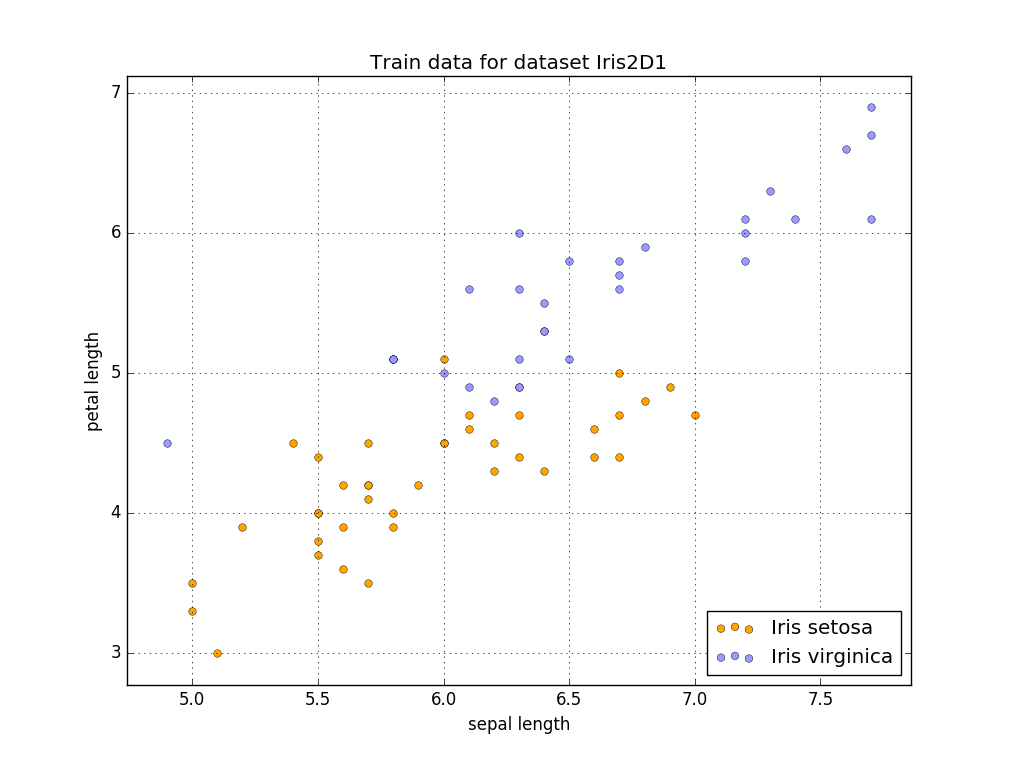 Train data for dataset Iris2D1
7
6
5
4
3
petal length
5.0 5.5 6.0 6.5 7.0 7.5
sepal length
Iris setosa
Iris virginica